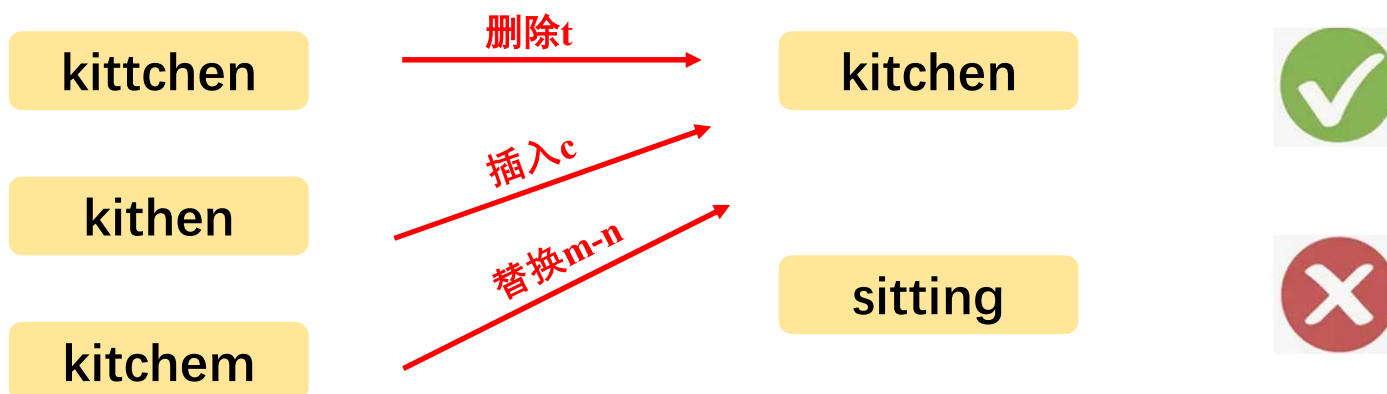 kittchen
删除t
kitchen
插入c
kithen
替换m-n
sitting
kitchem